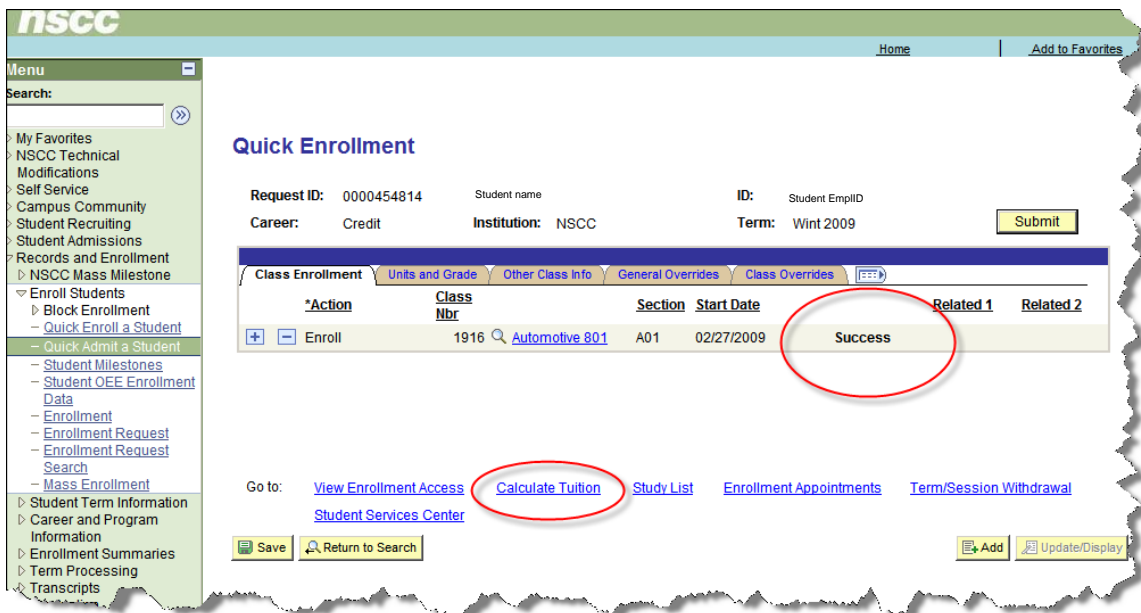 nscc
Home | Add to Favorites
Menu
Search:
My Favorites
NSCC Technical
Modifications
Self Service
Campus Community
Student Recruiting
Student Admissions
Records and Enrollment
NSCC Mass Milestone
Enroll Students
Block Enrollment
– Quick Enroll a Student
– Quick Admit a Student
– Student Milestones
– Student OEE Enrollment
Data
– Enrollment
– Enrollment Request
– Enrollment Request
Search
– Mass Enrollment
Student Term Information
Career and Program
Information
Enrollment Summaries
Term Processing
Transcripts
Quick Enrollment
Request ID: 0000454814 Student name ID: Student EmplID
Career: Credit Institution: NSCC Term: Wint 2009 Submit
Class Enrollment Units and Grade Other Class Info General Overrides Class Overrides
*Action Class Nbr Section Start Date Related 1 Related 2
Enroll 1916 Automotive 801 A01 02/27/2009 Success
Go to: View Enrollment Access Calculate Tuition Study List Enrollment Appointments Term/Session Withdrawal
Student Services Center
Save Return to Search Add Update/Display